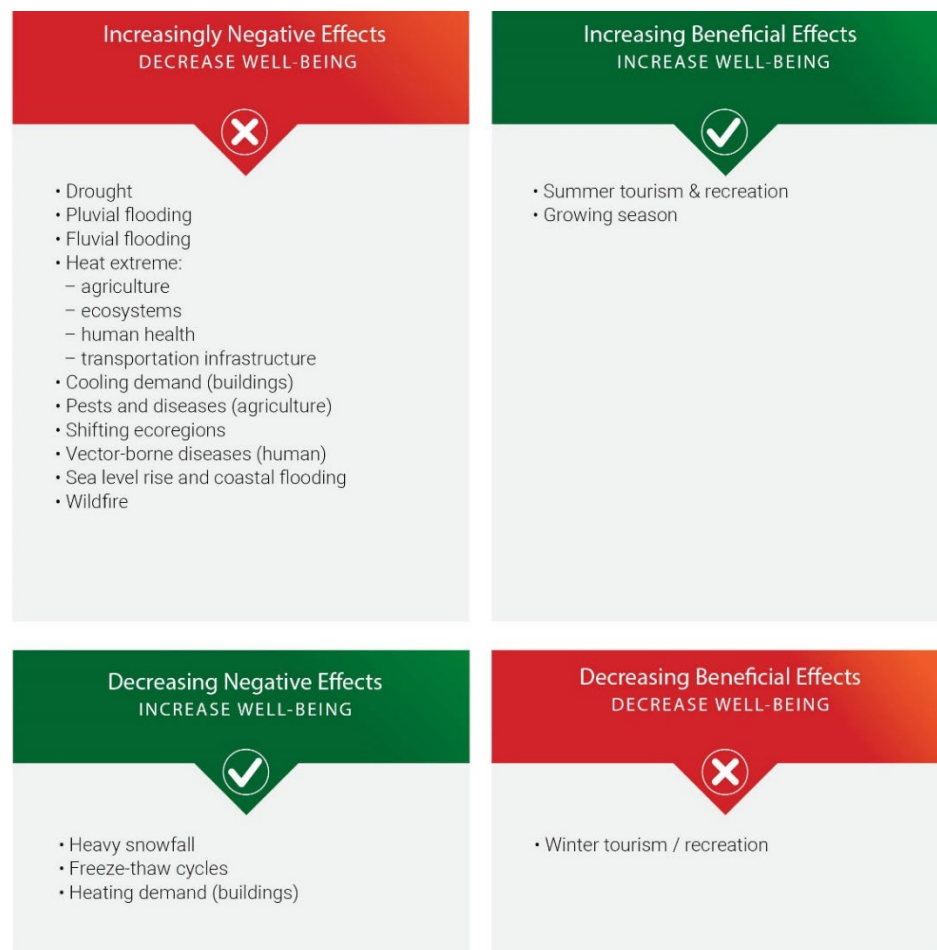 Increasingly Negative Effects
DECREASE WELL-BEING
• Drought
• Pluvial flooding
• Fluvial flooding
• Heat extreme:
– agriculture
– ecosystems
– human health
– transportation infrastructure
• Cooling demand (buildings)
• Pests and diseases (agriculture)
• Shifting ecoregions
• Vector-borne diseases (human)
• Sea level rise and coastal flooding
• Wildfire
Increasing Beneficial Effects
INCREASE WELL-BEING
• Summer tourism & recreation
• Growing season
Decreasing Negative Effects
INCREASE WELL-BEING
• Heavy snowfall
• Freeze-thaw cycles
• Heating demand (buildings)
Decreasing Beneficial Effects
DECREASE WELL-BEING
• Winter tourism / recreation